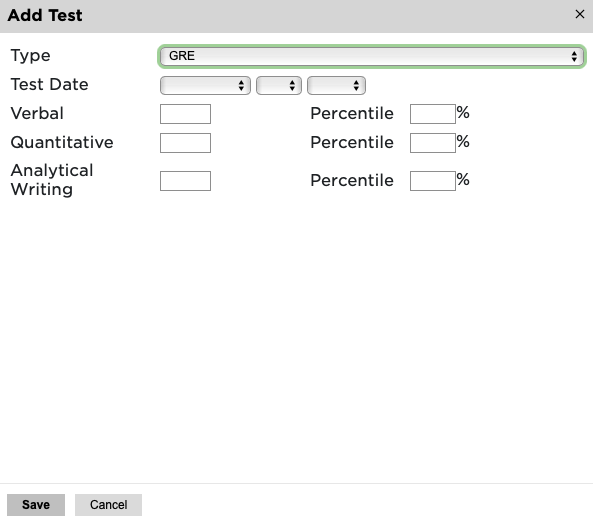 Add Test ×
Type GRE
Test Date
Verbal Percentile %
Quantitative Percentile %
Analytical
Writing Percentile %
Save Cancel